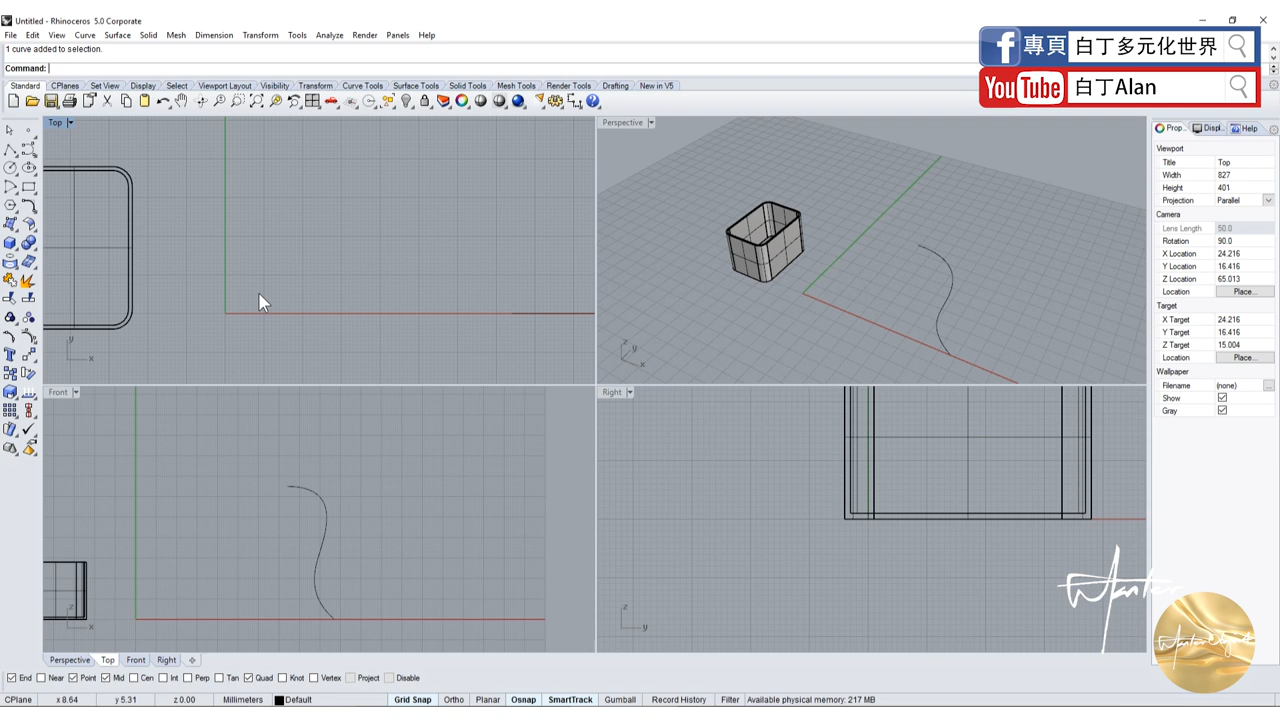 Untitled - Rhinoceros 5.0 Corporate
File Edit View Curve Surface Solid Mesh Dimension Transform Tools Analyze Render Panels Help
1 curve added to selection.
Command:
f 專頁 白丁多元化世界
YouTube 白丁Alan
Standard CPlanes Set View Display Select Viewport Layout Visibility Transform Curve Tools Surface Tools Solid Tools Mesh Tools Render Tools Drafting New in V5
Top
Perspective
Front
Right
y
x
z
y
x
z
x
z
y
Prop... Displ... Help
Viewport
Title Top
Width 827
Height 401
Projection Parallel
Camera
Lens Length 50.0
Rotation 90.0
X Location 24.216
Y Location 16.416
Z Location 65.013
Location Place...
Target
X Target 24.216
Y Target 16.416
Z Target 15.004
Location Place...
Wallpaper
Filename (none) ...
Show
Gray
Perspective Top Front Right
End Near Point Mid Cen Int Perp Tan Quad Knot Vertex Project Disable
CPlane x 8.64 y 5.31 z 0.00 Millimeters Default Grid Snap Ortho Planar Osnap SmartTrack Gumball Record History Filter Available physical memory: 217 MB